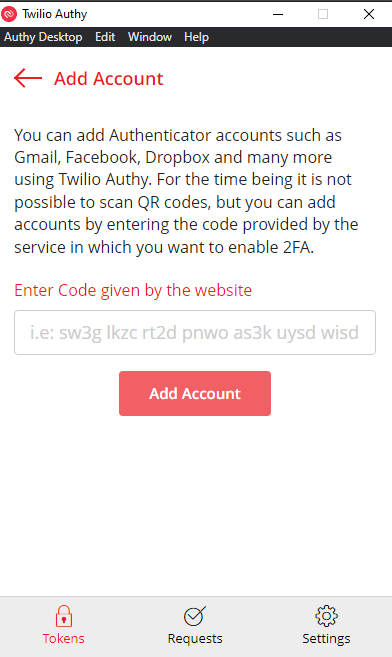 Twilio Authy
Authy Desktop Edit Window Help
Add Account
You can add Authenticator accounts such as
Gmail, Facebook, Dropbox and many more
using Twilio Authy. For the time being it is not
possible to scan QR codes, but you can add
accounts by entering the code provided by the
service in which you want to enable 2FA.
Enter Code given by the website
i.e: sw3g lkzc rt2d pnwo as3k uysd wisd
Add Account
Tokens Requests Settings